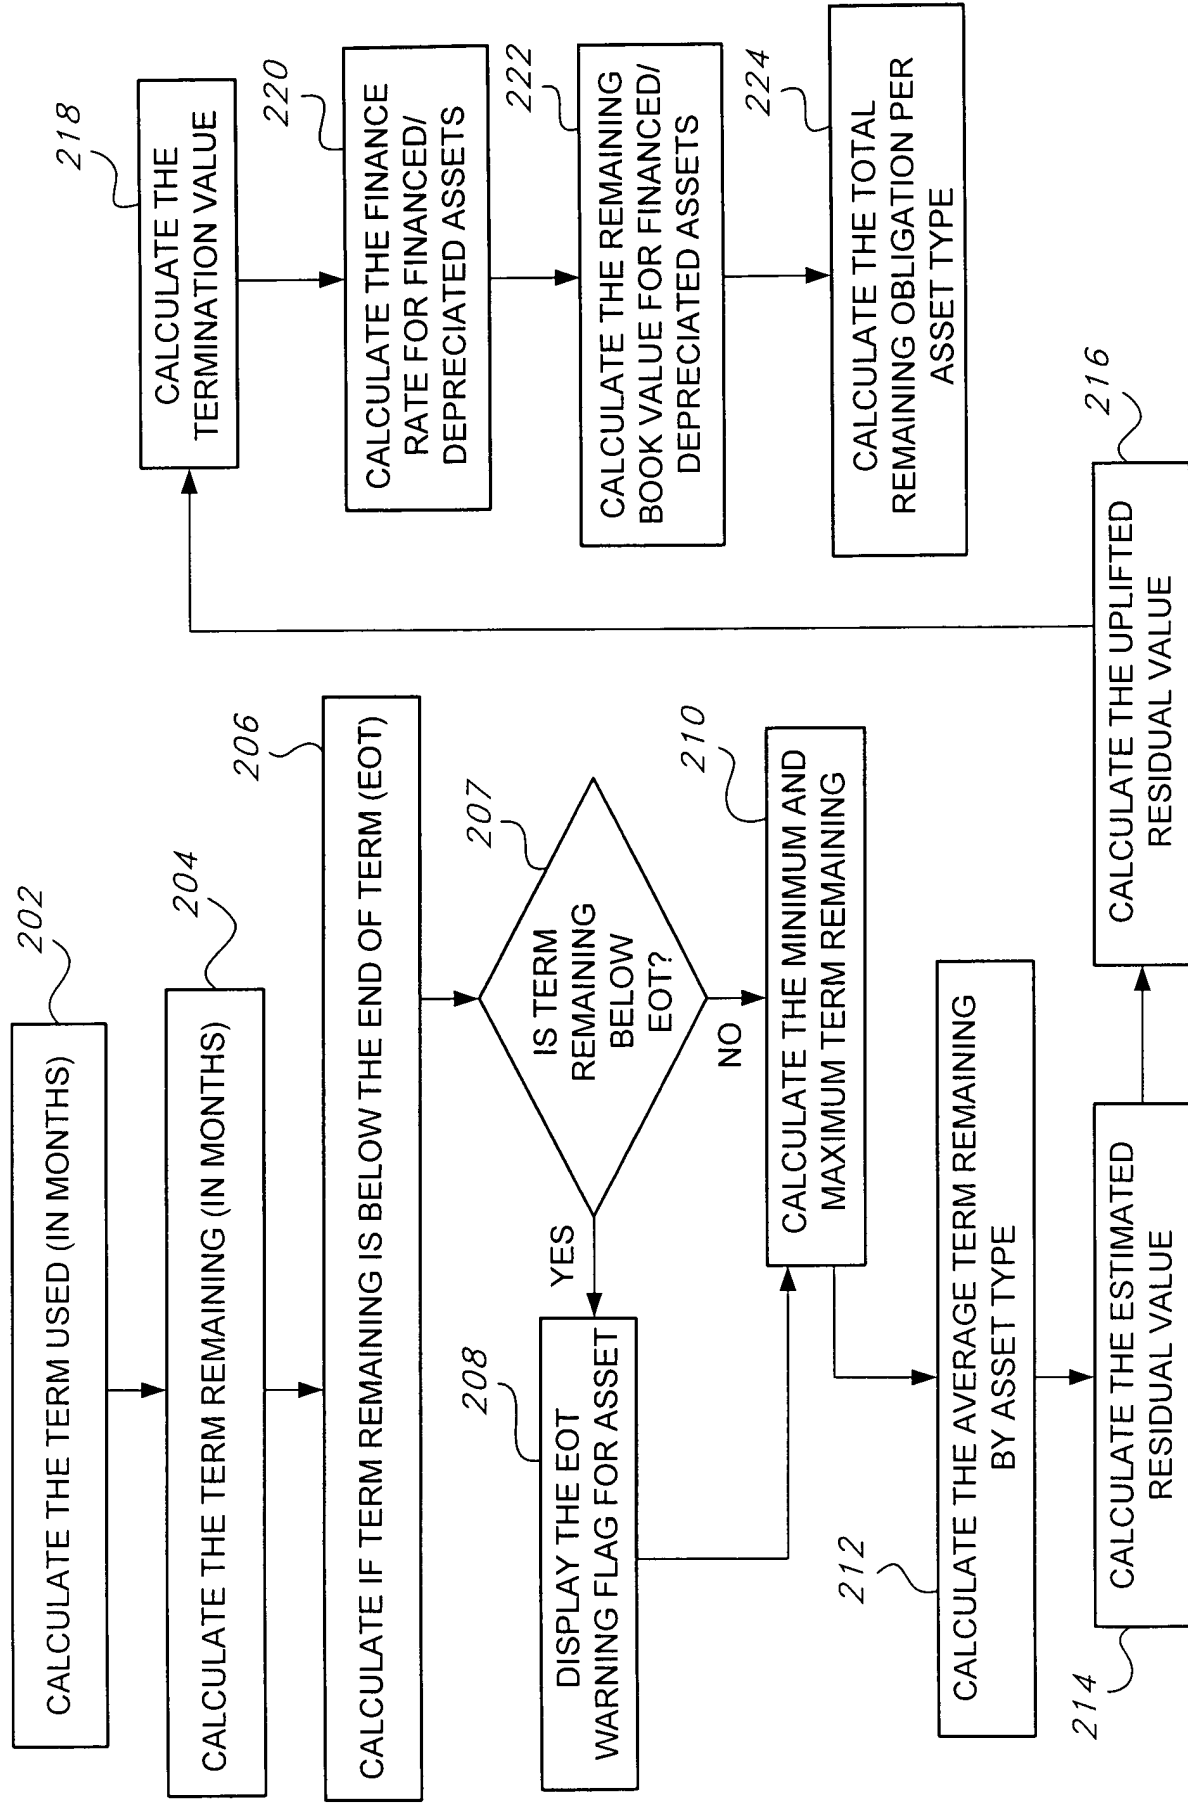 202
CALCULATE THE TERM USED (IN MONTHS)
204
CALCULATE THE TERM REMAINING (IN MONTHS)
206
CALCULATE IF TERM REMAINING IS BELOW THE END OF TERM (EOT)
207
IS TERM
REMAINING
BELOW
EOT?
YES
NO
208
DISPLAY THE EOT
WARNING FLAG FOR ASSET
210
CALCULATE THE MINIMUM AND
MAXIMUM TERM REMAINING
212
CALCULATE THE AVERAGE TERM REMAINING
BY ASSET TYPE
214
CALCULATE THE ESTIMATED
RESIDUAL VALUE
216
CALCULATE THE UPLIFTED
RESIDUAL VALUE
218
CALCULATE THE
TERMINATION VALUE
220
CALCULATE THE FINANCE
RATE FOR FINANCED/
DEPRECIATED ASSETS
222
CALCULATE THE REMAINING
BOOK VALUE FOR FINANCED/
DEPRECIATED ASSETS
224
CALCULATE THE TOTAL
REMAINING OBLIGATION PER
ASSET TYPE